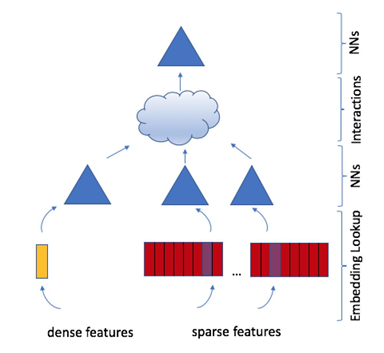 NNs
Interactions
NNs
Embedding Lookup
...
dense features
sparse features